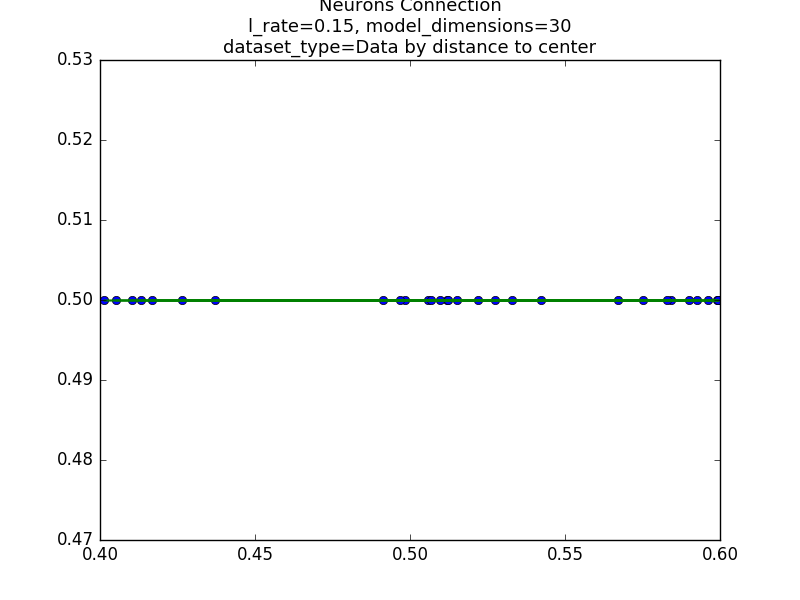 Neurons Connection
l_rate=0.15, model_dimensions=30
dataset_type=Data by distance to center
0.53
0.52
0.51
0.50
0.49
0.48
0.47
0.40 0.45 0.50 0.55 0.60